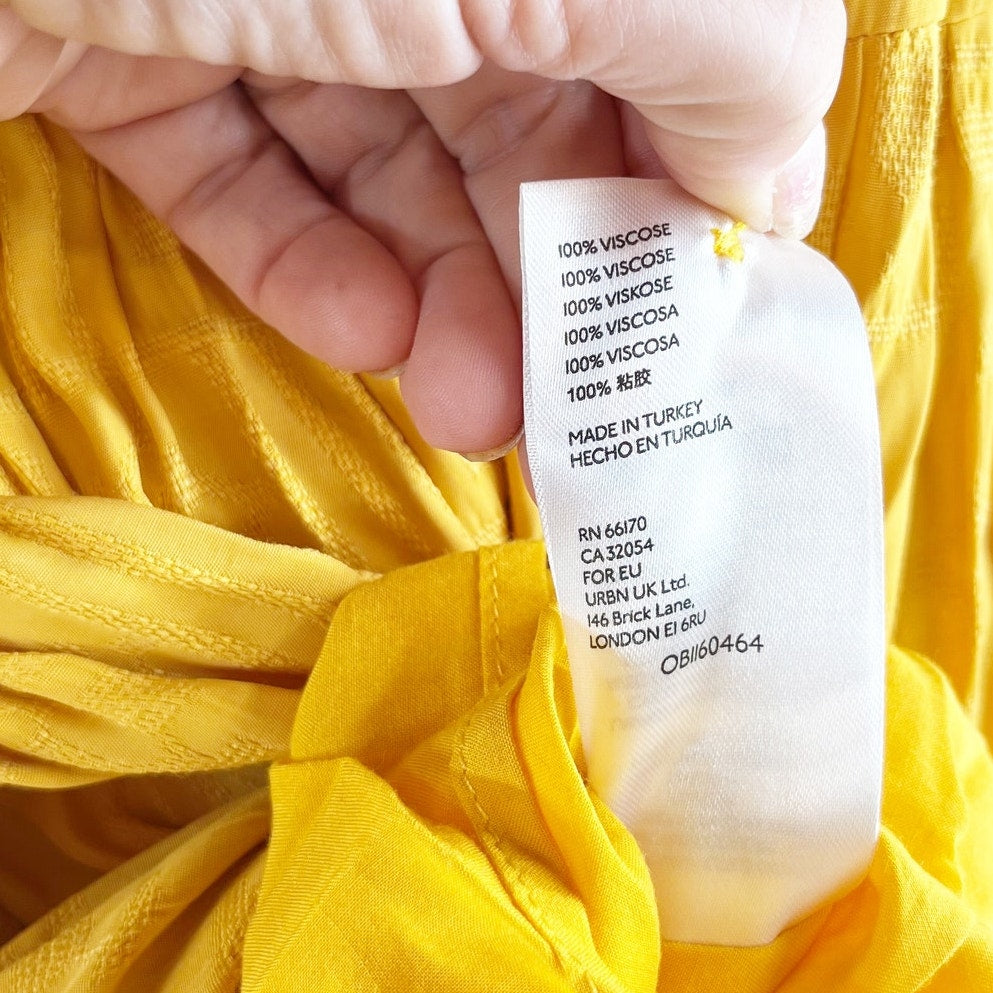 100% VISCOSE
100% VISCOSE
100% VISKOSE
100% VISCOSA
100% VISCOSA
100% 粘胶
MADE IN TURKEY
HECHO EN TURQUÍA
RN 66170
CA 32054
FOR EU
URBN UK Ltd.
146 Brick Lane,
LONDON E1 6RU
OB1160464